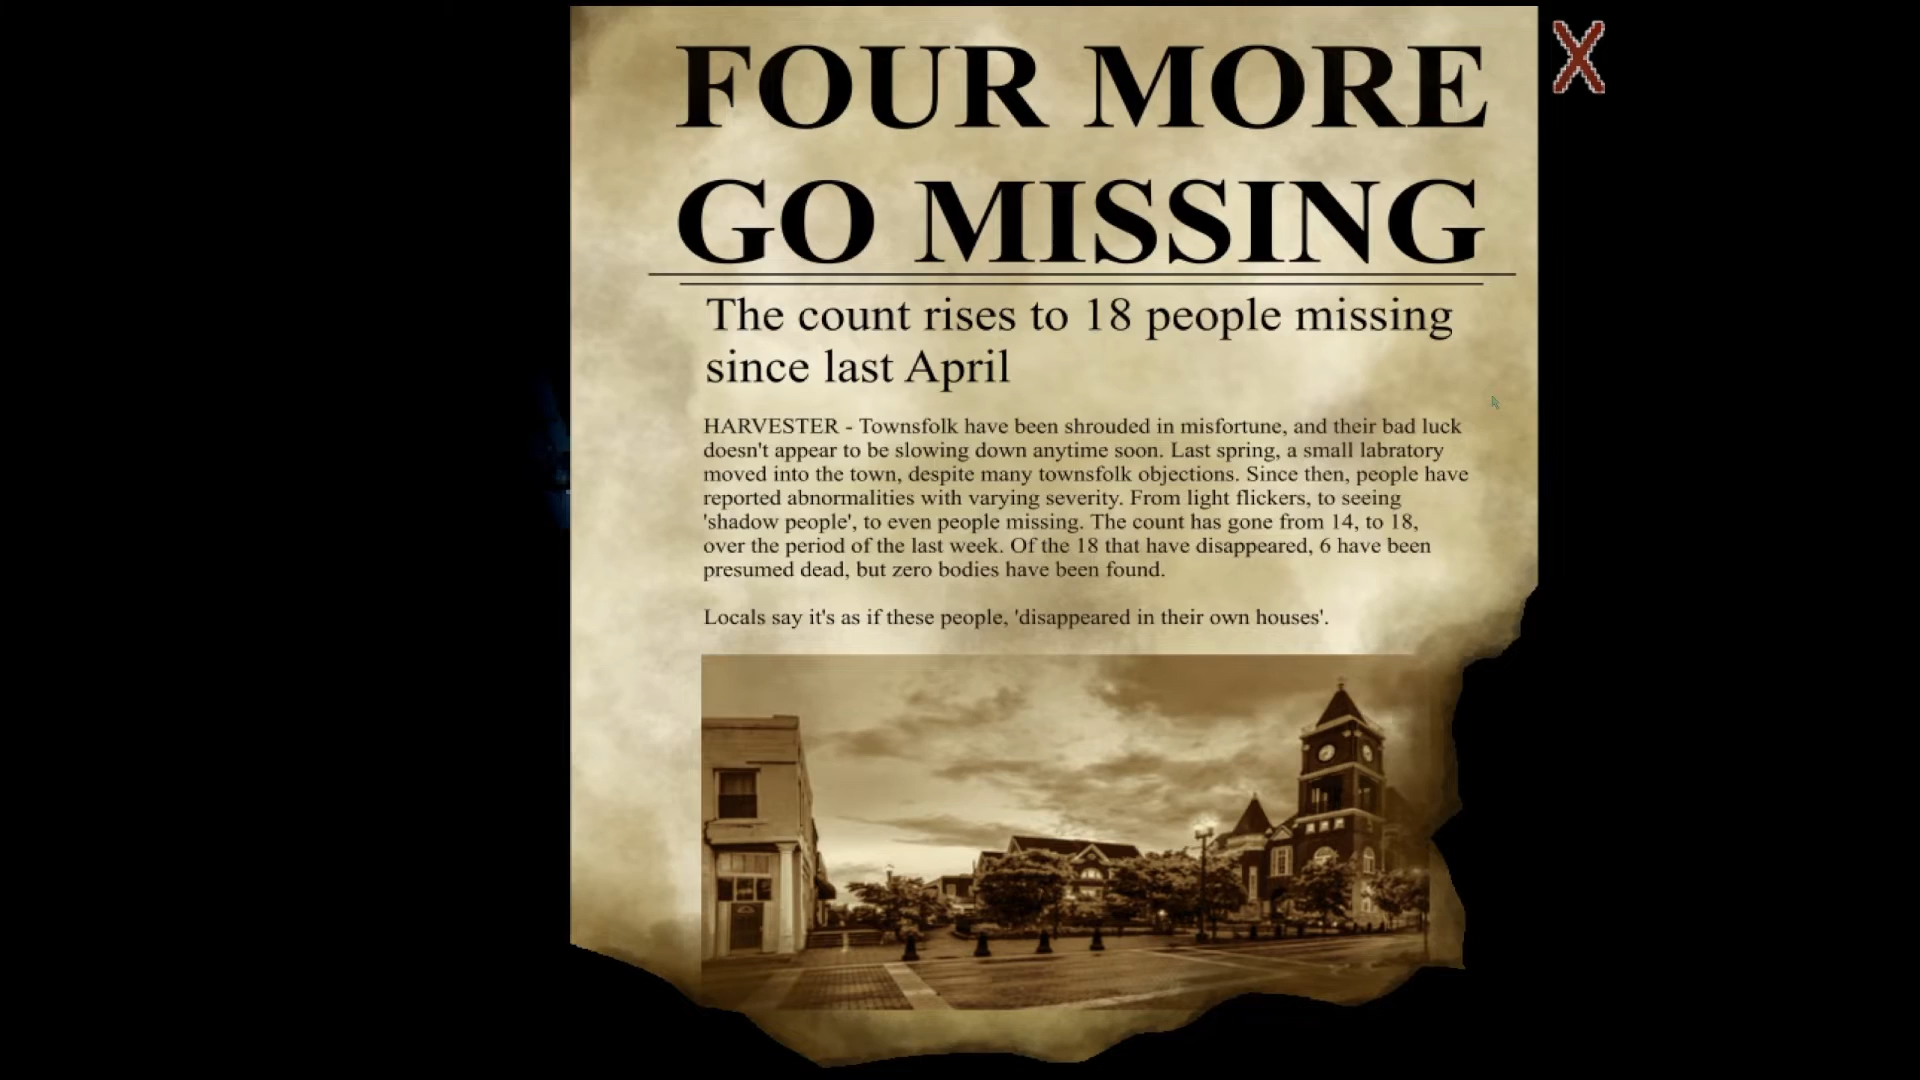 FOUR MORE
GO MISSING
The count rises to 18 people missing
since last April
HARVESTER - Townsfolk have been shrouded in misfortune, and their bad luck
doesn't appear to be slowing down anytime soon. Last spring, a small labratory
moved into the town, despite many townsfolk objections. Since then, people have
reported abnormalities with varying severity. From light flickers, to seeing
'shadow people', to even people missing. The count has gone from 14, to 18,
over the period of the last week. Of the 18 that have disappeared, 6 have been
presumed dead, but zero bodies have been found.
Locals say it's as if these people, 'disappeared in their own houses'.